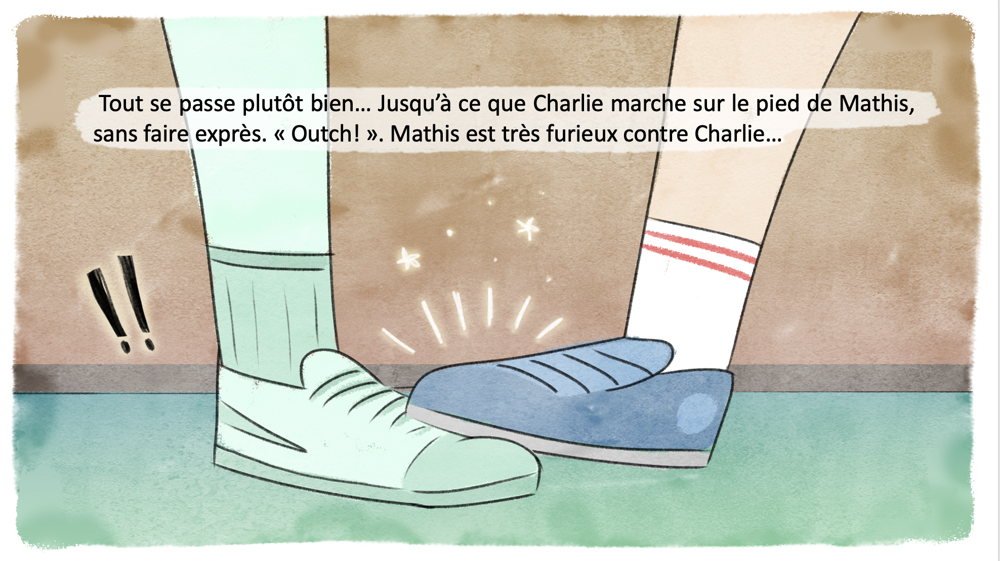 Tout se passe plutôt bien… Jusqu’à ce que Charlie marche sur le pied de Mathis,
sans faire exprès. « Outch! ». Mathis est très furieux contre Charlie…
!!